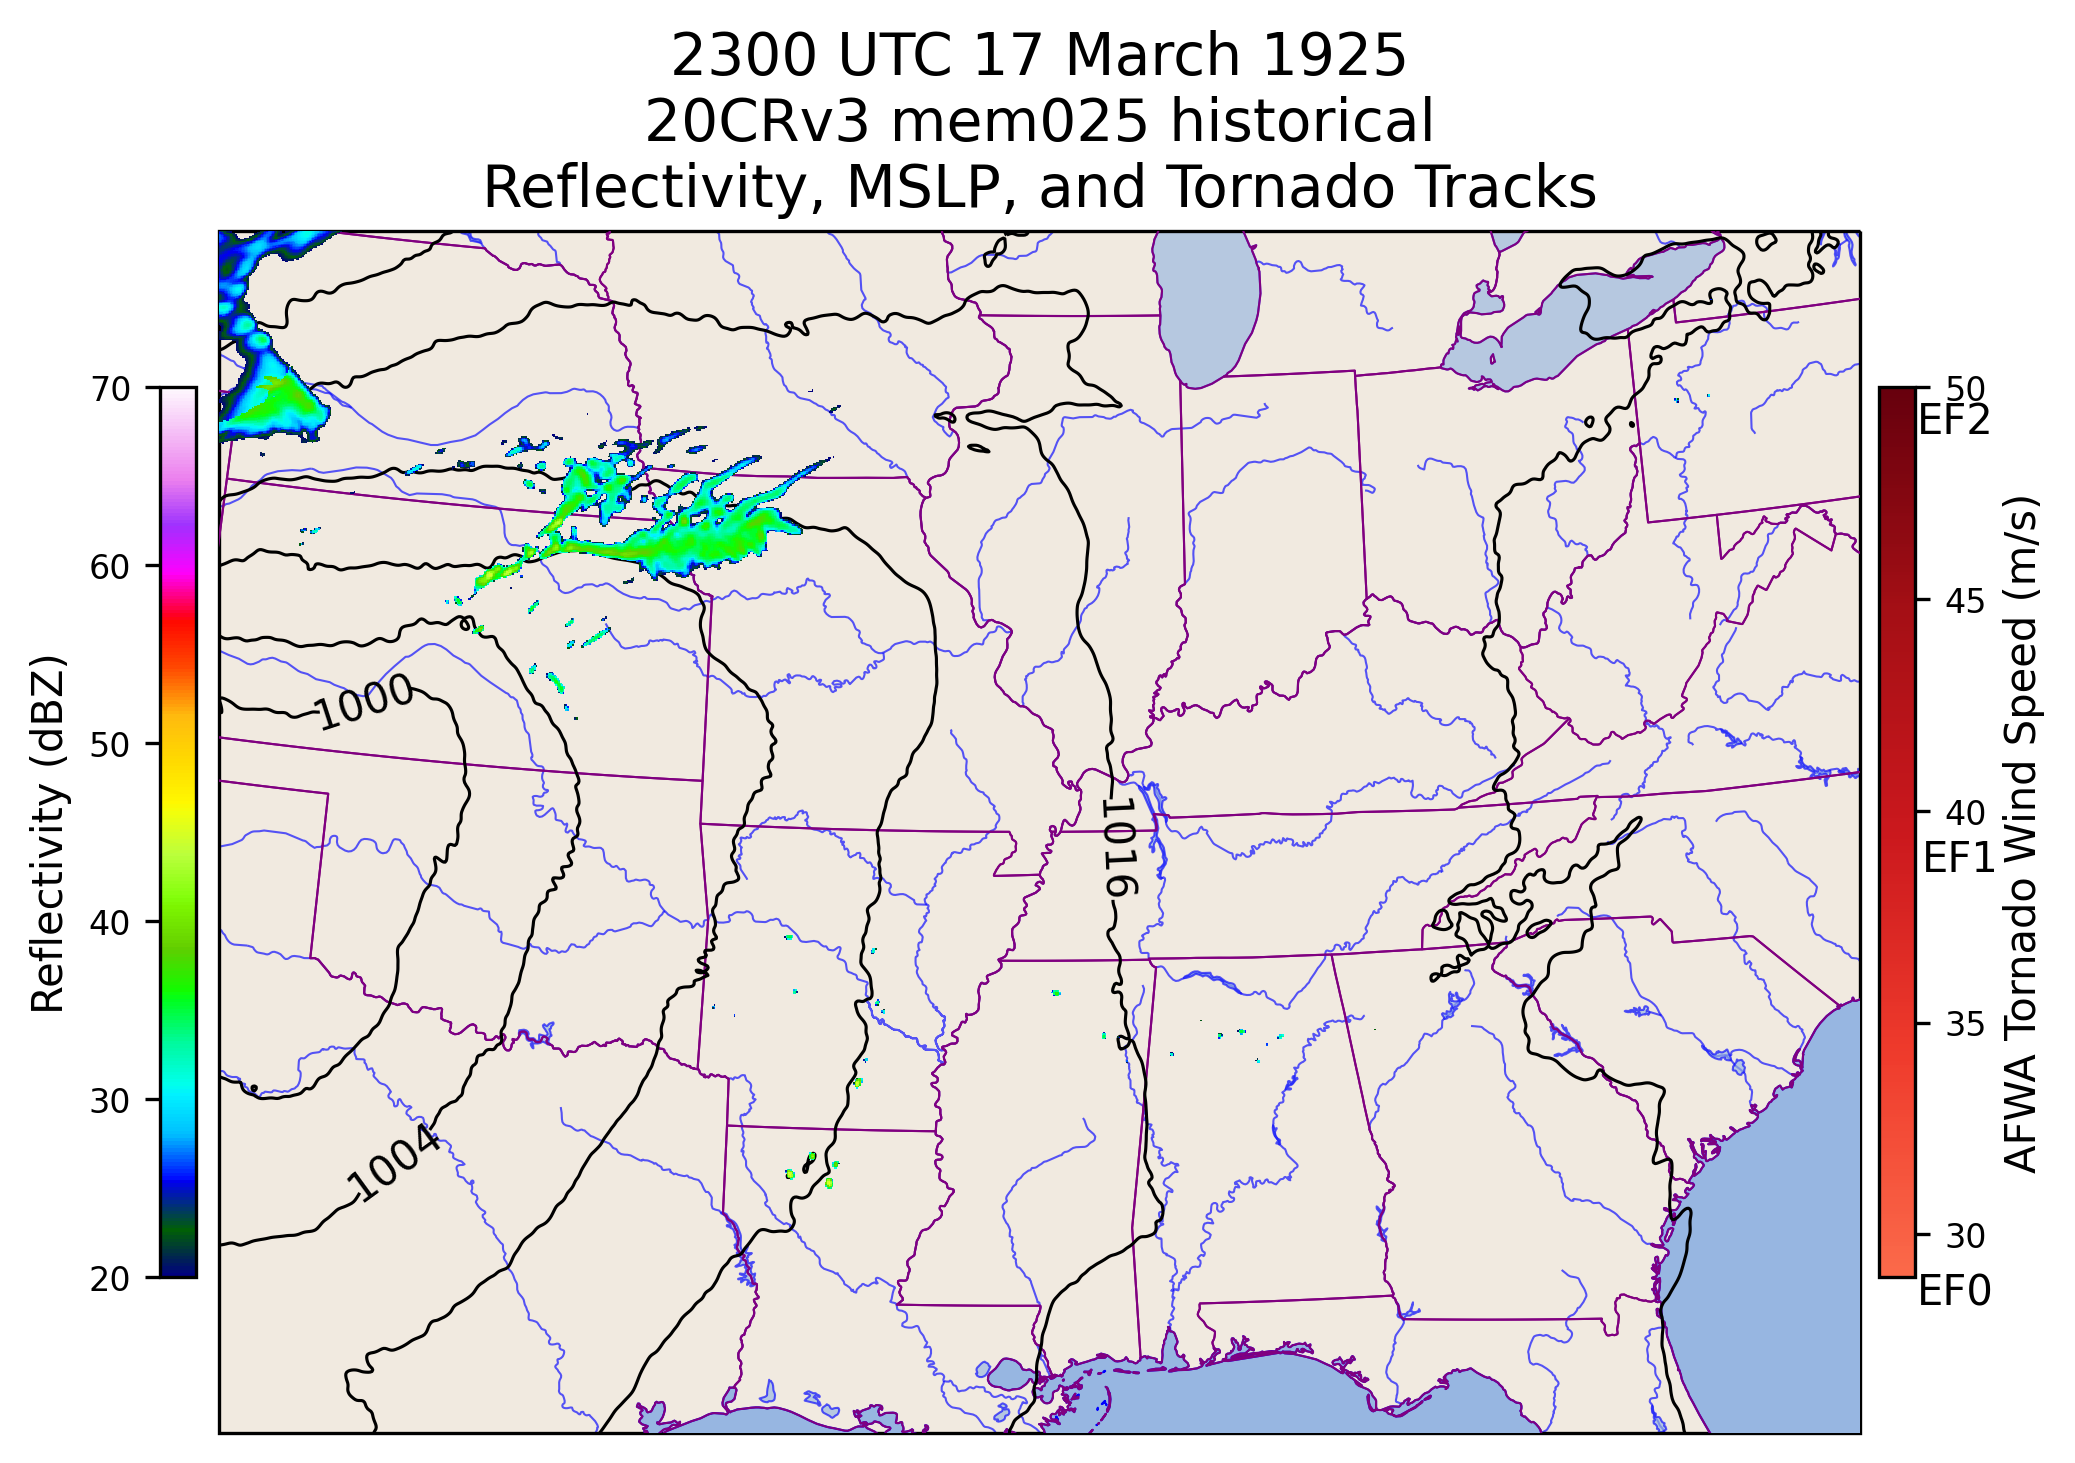 2300 UTC 17 March 1925
20CRv3 mem025 historical
Reflectivity, MSLP, and Tornado Tracks
70
60
50
40
30
20
Reflectivity (dBZ)
1000
1004
1016
50
EF2
45
40
EF1
35
30
EF0
AFWA Tornado Wind Speed (m/s)